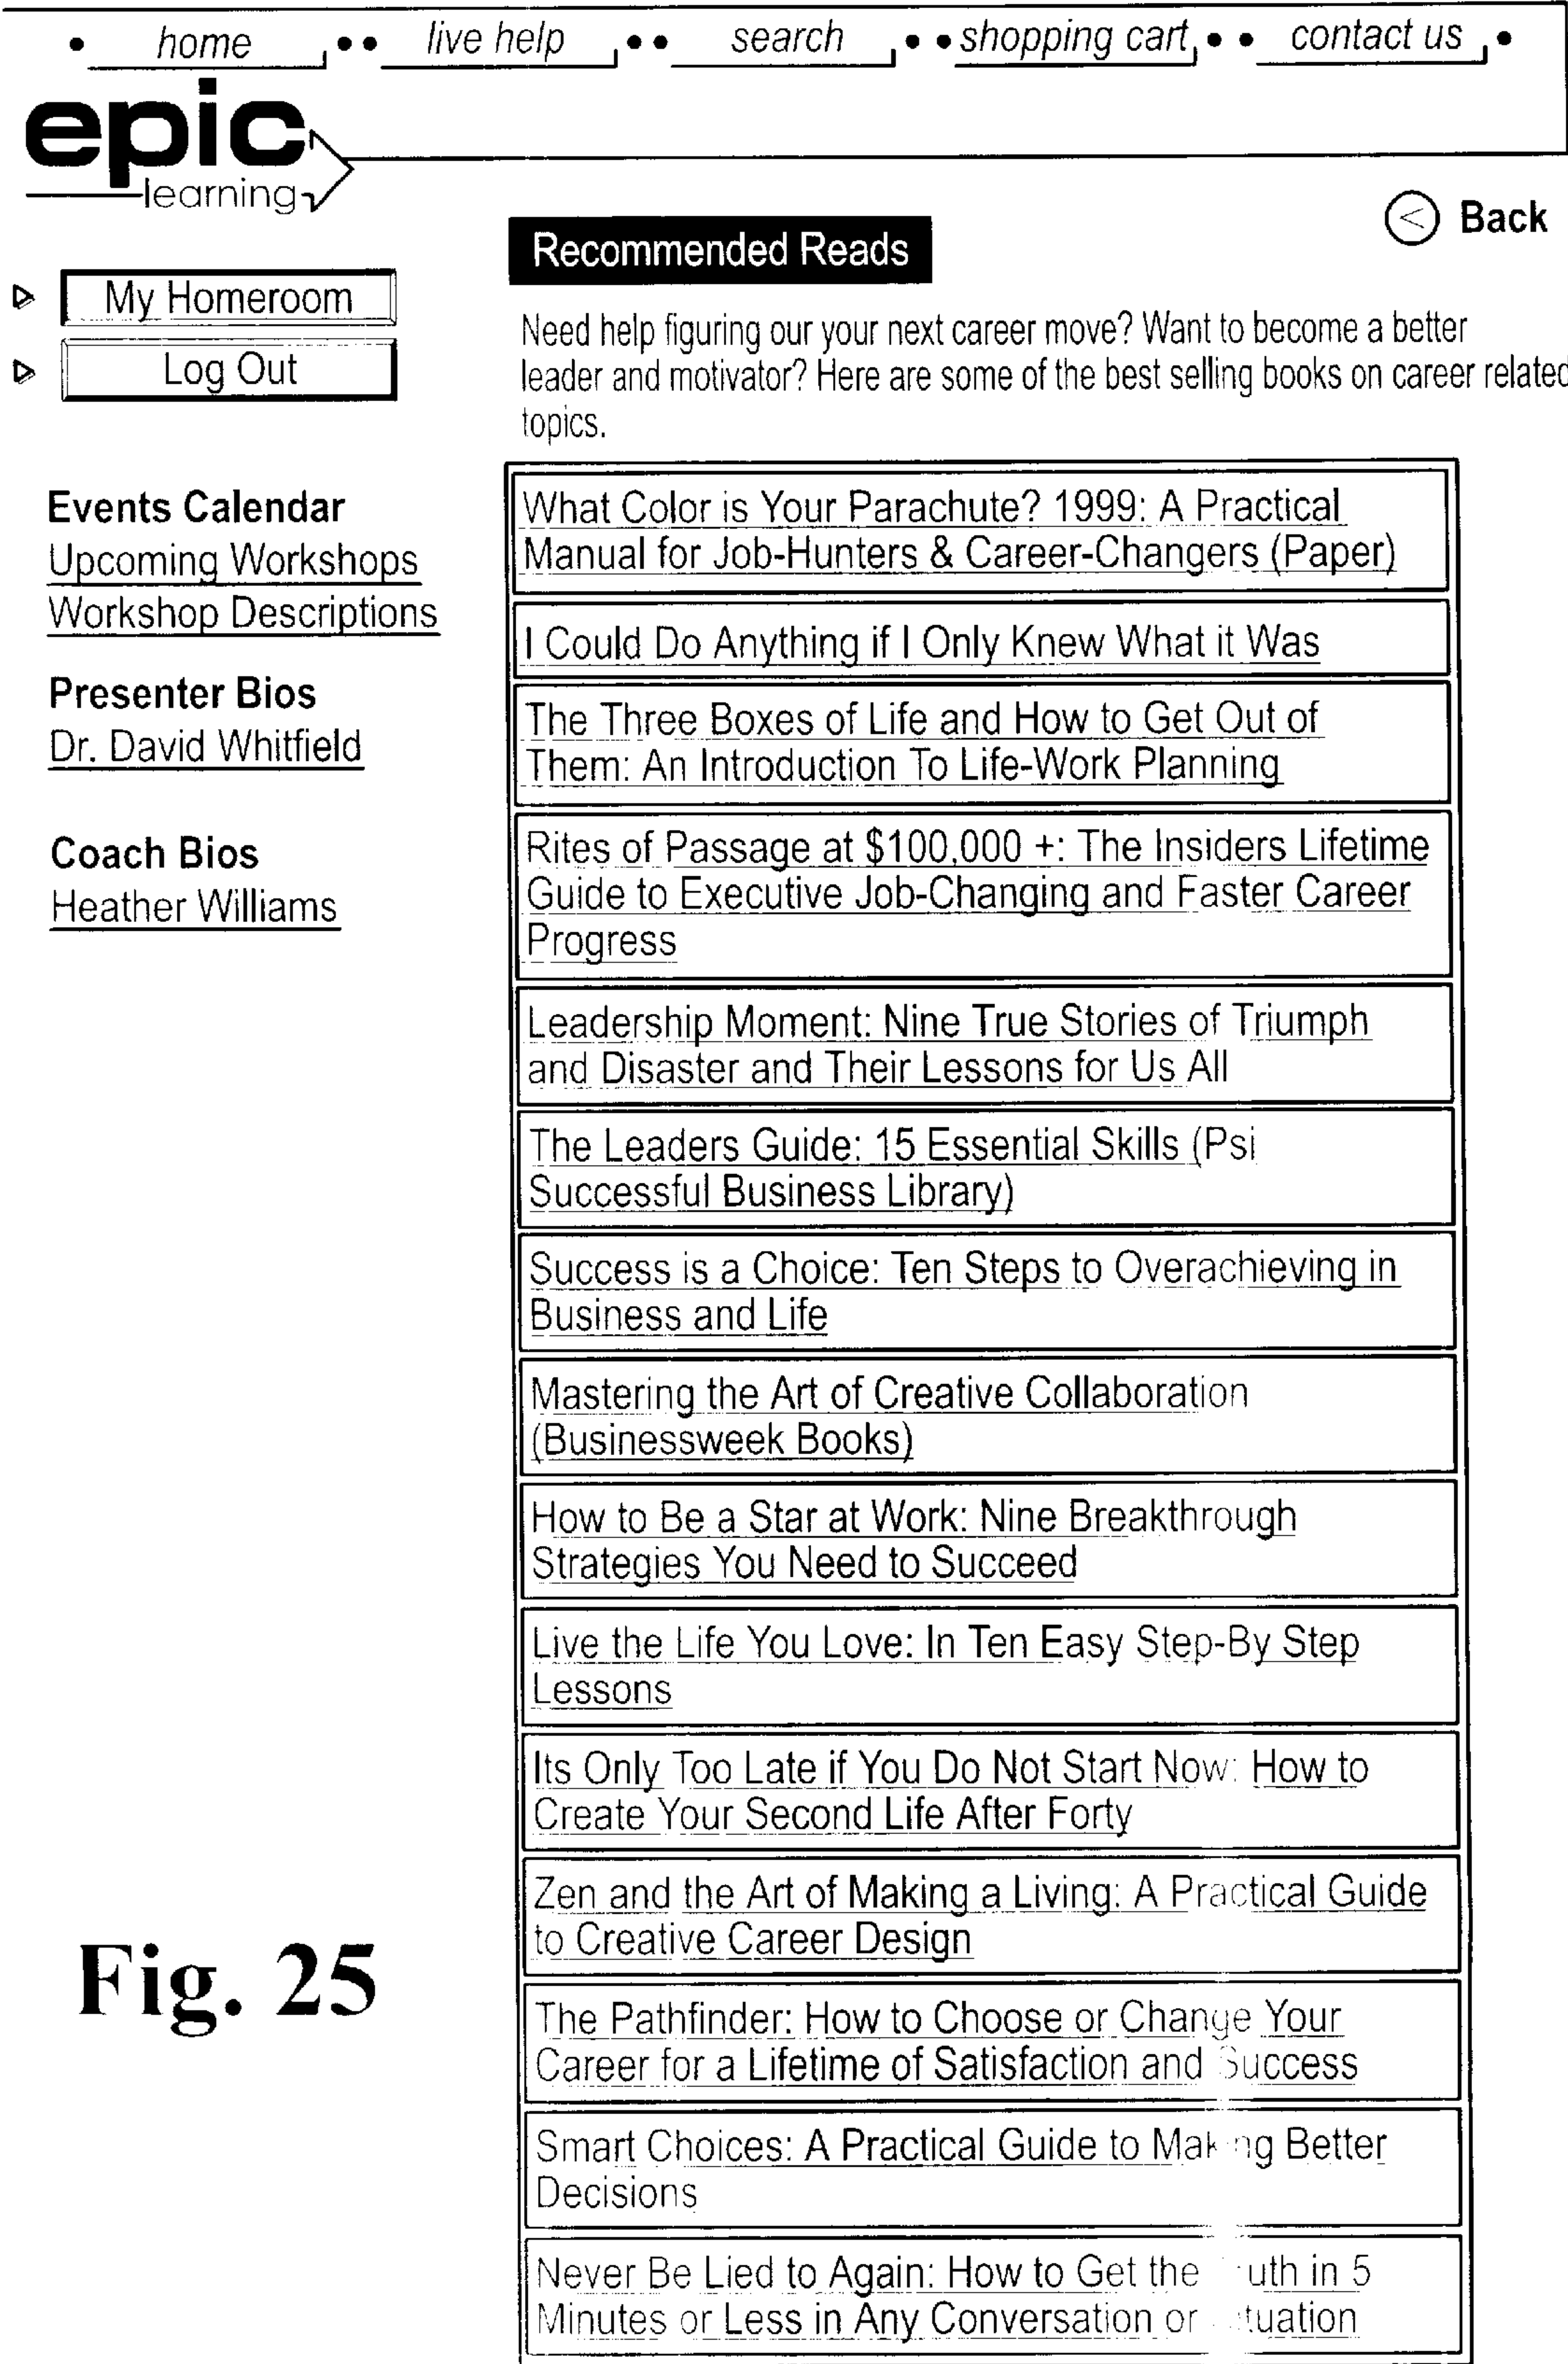 home live help search shopping cart contact us
epic
learning
Back
Recommended Reads
My Homeroom
Log Out
Need help figuring our your next career move? Want to become a better
leader and motivator? Here are some of the best selling books on career related
topics.
Events Calendar
Upcoming Workshops
Workshop Descriptions
Presenter Bios
Dr. David Whitfield
Coach Bios
Heather Williams
What Color is Your Parachute? 1999: A Practical
Manual for Job-Hunters & Career-Changers (Paper)
I Could Do Anything if I Only Knew What it Was
The Three Boxes of Life and How to Get Out of
Them: An Introduction To Life-Work Planning
Rites of Passage at $100,000 +: The Insiders Lifetime
Guide to Executive Job-Changing and Faster Career
Progress
Leadership Moment: Nine True Stories of Triumph
and Disaster and Their Lessons for Us All
The Leaders Guide: 15 Essential Skills (Psi
Successful Business Library)
Success is a Choice: Ten Steps to Overachieving in
Business and Life
Mastering the Art of Creative Collaboration
(Businessweek Books)
How to Be a Star at Work: Nine Breakthrough
Strategies You Need to Succeed
Live the Life You Love: In Ten Easy Step-By Step
Lessons
Its Only Too Late if You Do Not Start Now: How to
Create Your Second Life After Forty
Zen and the Art of Making a Living: A Practical Guide
to Creative Career Design
The Pathfinder: How to Choose or Change Your
Career for a Lifetime of Satisfaction and Success
Smart Choices: A Practical Guide to Making Better
Decisions
Never Be Lied to Again: How to Get the Truth in 5
Minutes or Less in Any Conversation or Situation
Fig. 25